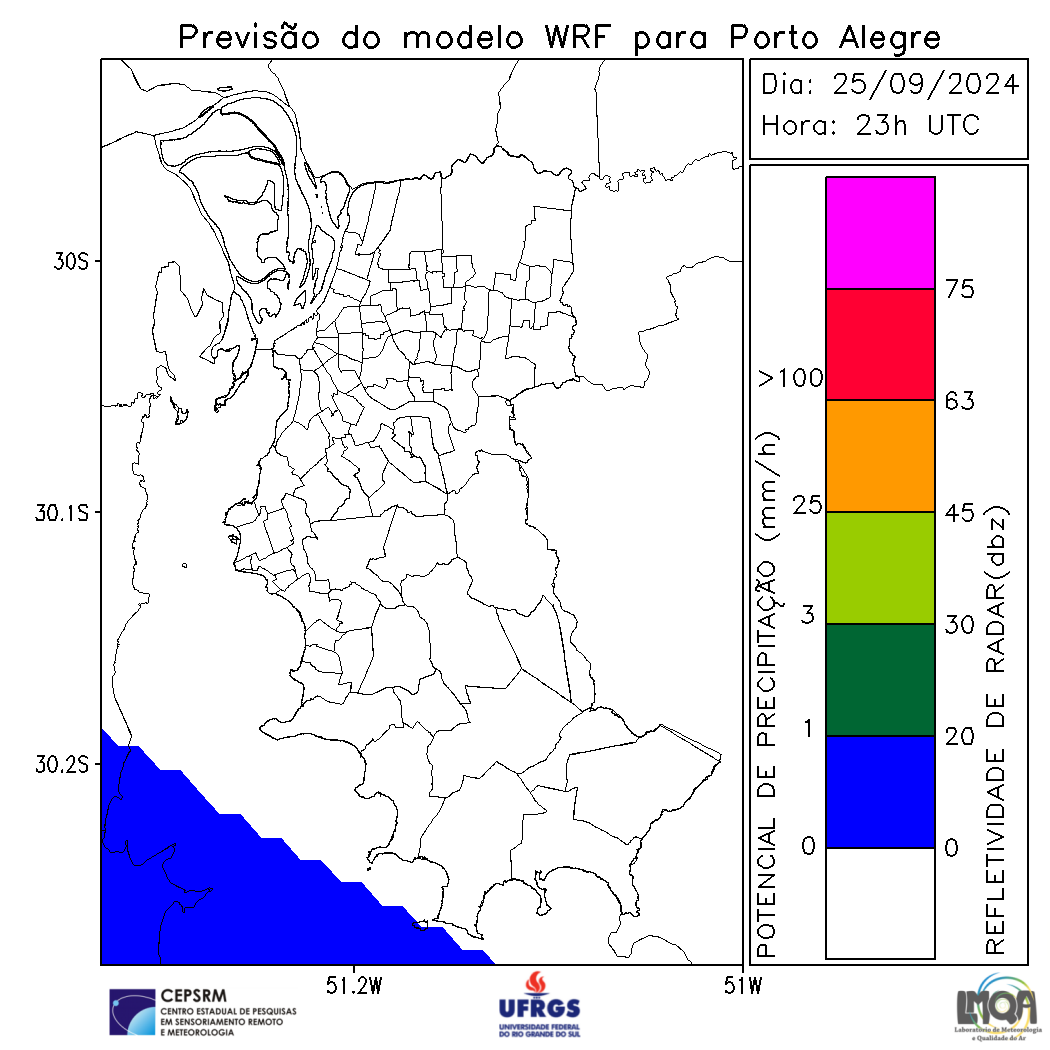 Previsão do modelo WRF para Porto Alegre
Dia: 25/09/2024
Hora: 23h UTC
30S
30.1S
30.2S
51.2W
51W
POTENCIAL DE PRECIPITAÇÃO (mm/h)
>100
25
3
1
0
75
63
45
30
20
0
REFLETIVIDADE DE RADAR(dbz)
CEPSRM
CENTRO ESTADUAL DE PESQUISAS
EM SENSORIAMENTO REMOTO
E METEOROLOGIA
UFRGS
UNIVERSIDADE FEDERAL
DO RIO GRANDE DO SUL
LMQA
Laboratório de Meteorologia
e Qualidade do Ar